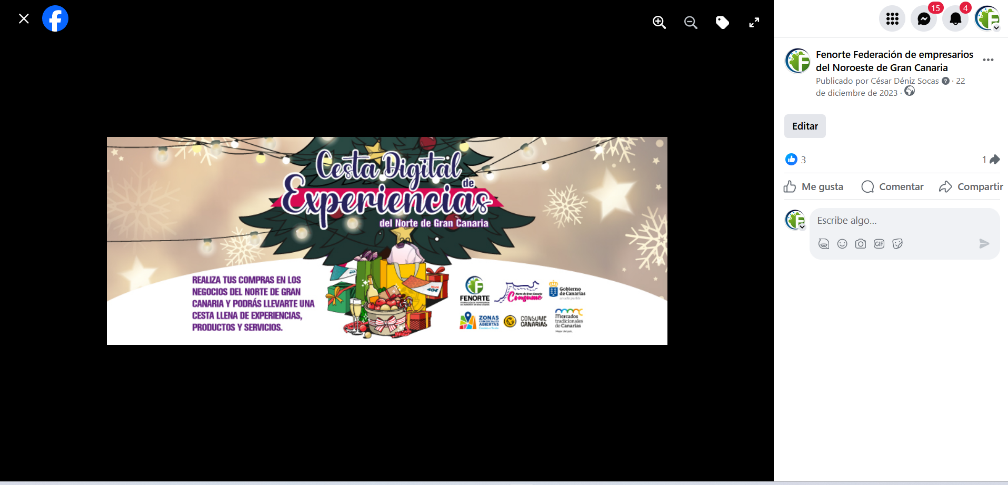 Cesta Digital
de
Experiencias
del Norte de Gran Canaria
REALIZA TUS COMPRAS EN LOS
NEGOCIOS DEL NORTE DE GRAN
CANARIA Y PODRÁS LLEVARTE UNA
CESTA LLENA DE EXPERIENCIAS,
PRODUCTOS Y SERVICIOS.
FENORTE
Consume
Gobierno
de Canarias
ZONAS
ABIERTAS
CONSUME
CANARIAS
mercados
tradicionales
de Canarias
15
4
Fenorte Federación de empresarios
del Noroeste de Gran Canaria
Publicado por César Déniz Socas · 22
de diciembre de 2023 ·
Editar
3
1
Me gusta
Comentar
Compartir
Escribe algo...
GIF